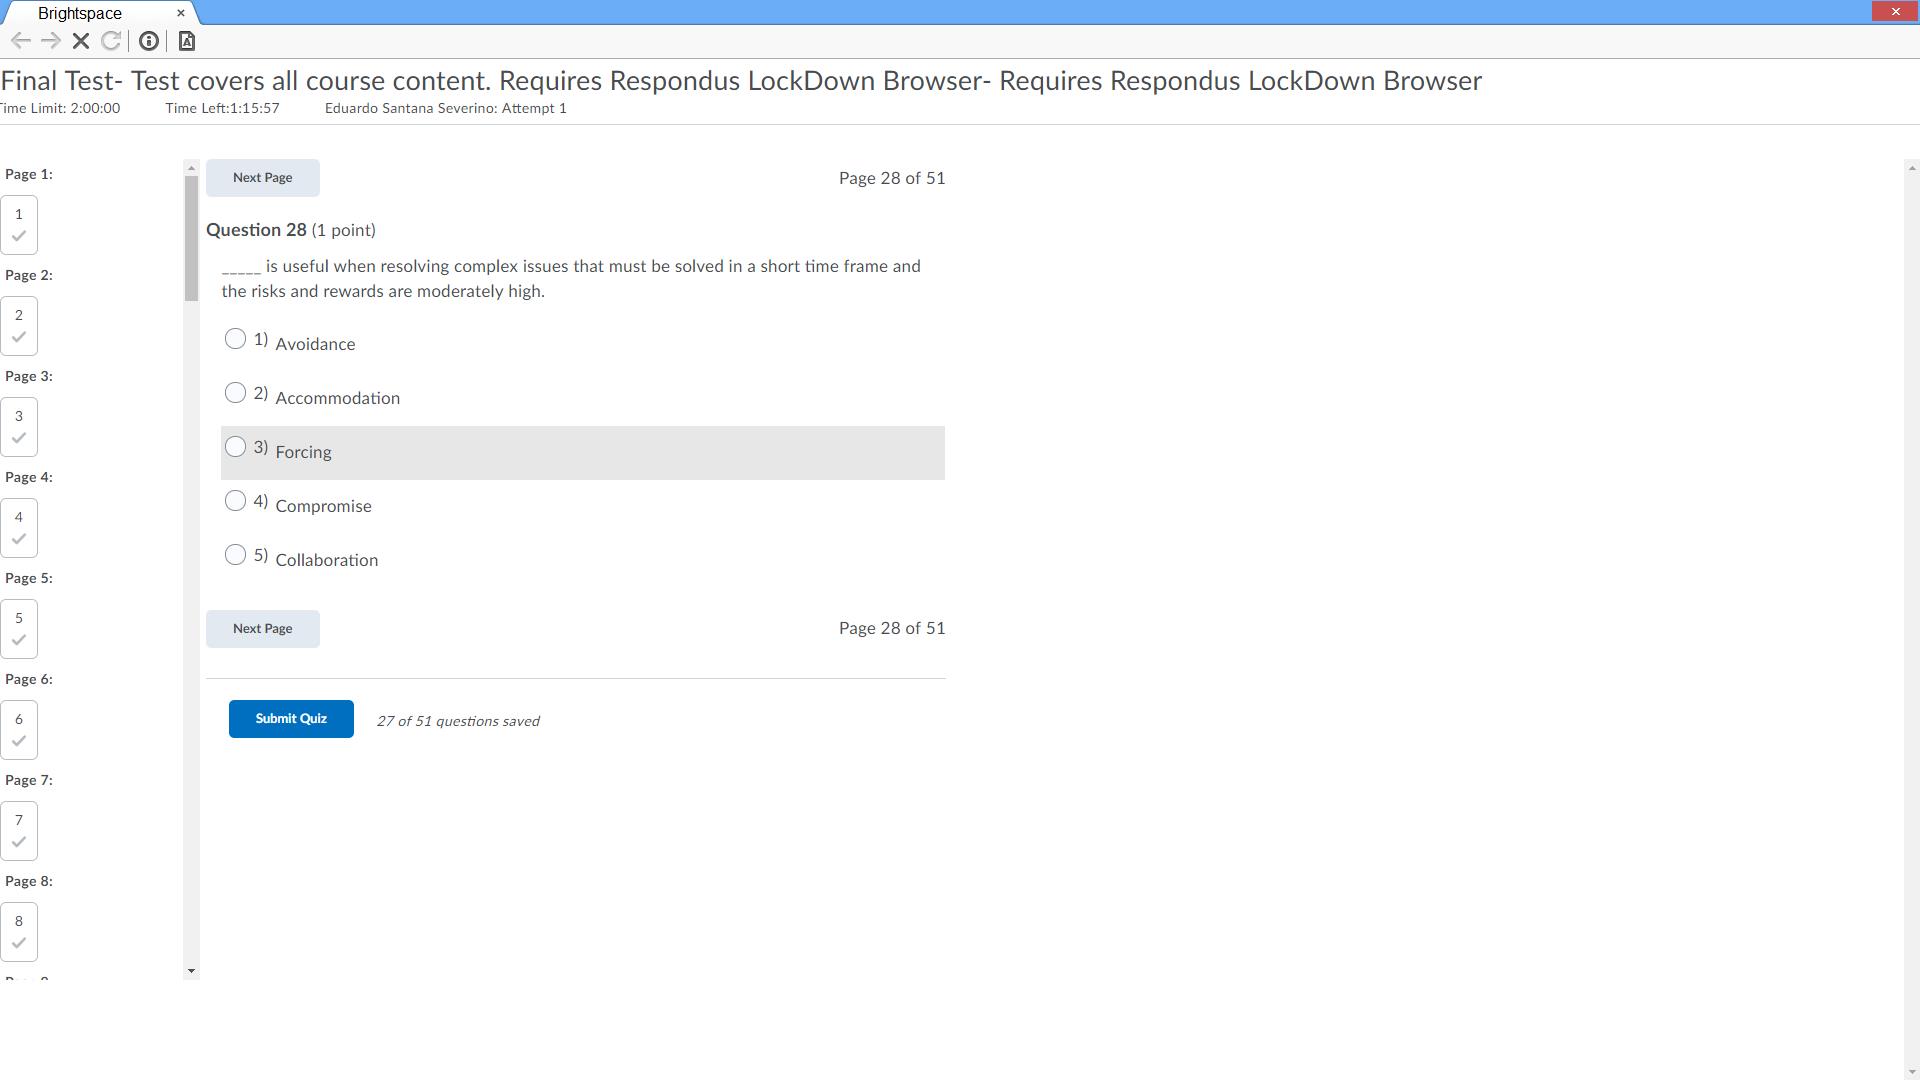 Brightspace
Final Test- Test covers all course content. Requires Respondus LockDown Browser- Requires Respondus LockDown Browser
Time Limit: 2:00:00 Time Left:1:15:57 Eduardo Santana Severino: Attempt 1
Page 1:
1
Page 2:
2
Page 3:
3
Page 4:
4
Page 5:
5
Page 6:
6
Page 7:
7
Page 8:
8
Next Page Page 28 of 51
Question 28 (1 point)
_____ is useful when resolving complex issues that must be solved in a short time frame and
the risks and rewards are moderately high.
1) Avoidance
2) Accommodation
3) Forcing
4) Compromise
5) Collaboration
Next Page Page 28 of 51
Submit Quiz 27 of 51 questions saved